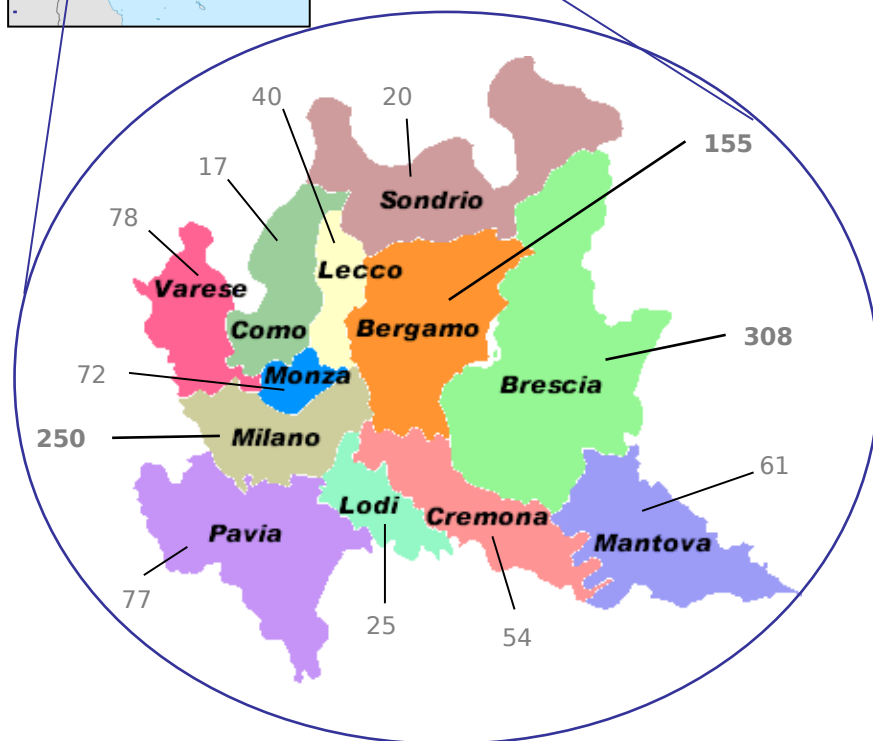 40
20
155
17
Sondrio
78
Lecco
Varese
Como
Bergamo
308
72
Monza
Brescia
250
Milano
61
Lodi
Cremona
Pavia
Mantova
77
25
54